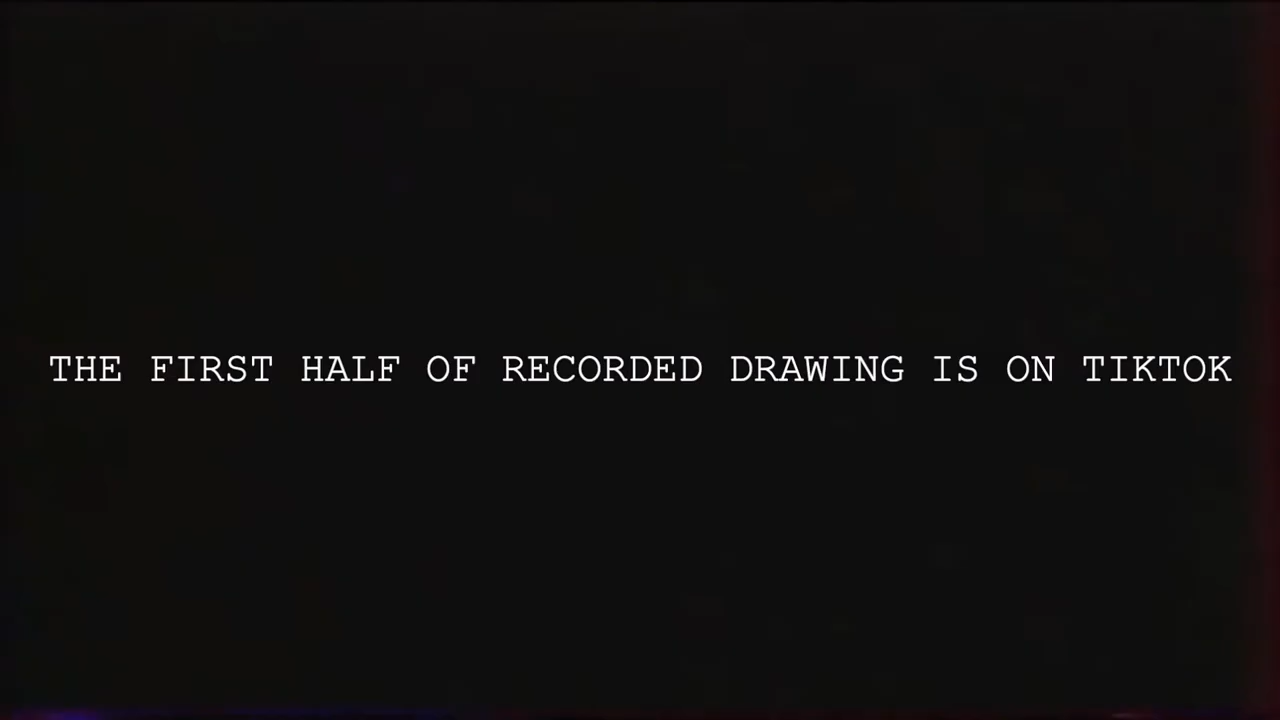 THE FIRST HALF OF RECORDED DRAWING IS ON TIKTOK